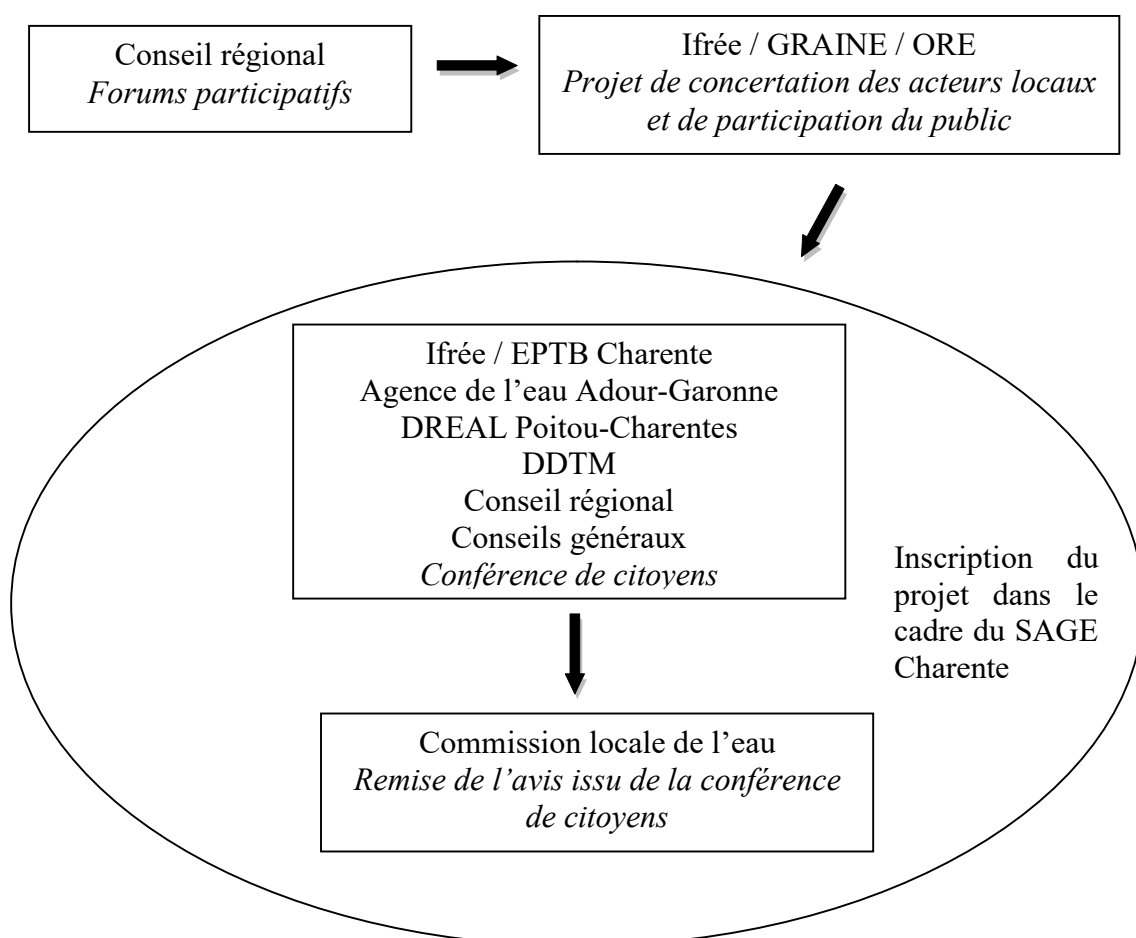 Conseil régional
Forums participatifs
Ifrée / GRAINE / ORE
Projet de concertation des acteurs locaux
et de participation du public
Ifrée / EPTB Charente
Agence de l’eau Adour-Garonne
DREAL Poitou-Charentes
DDTM
Conseil régional
Conseils généraux
Conférence de citoyens
Inscription du
projet dans le
cadre du SAGE
Charente
Commission locale de l’eau
Remise de l’avis issu de la conférence
de citoyens